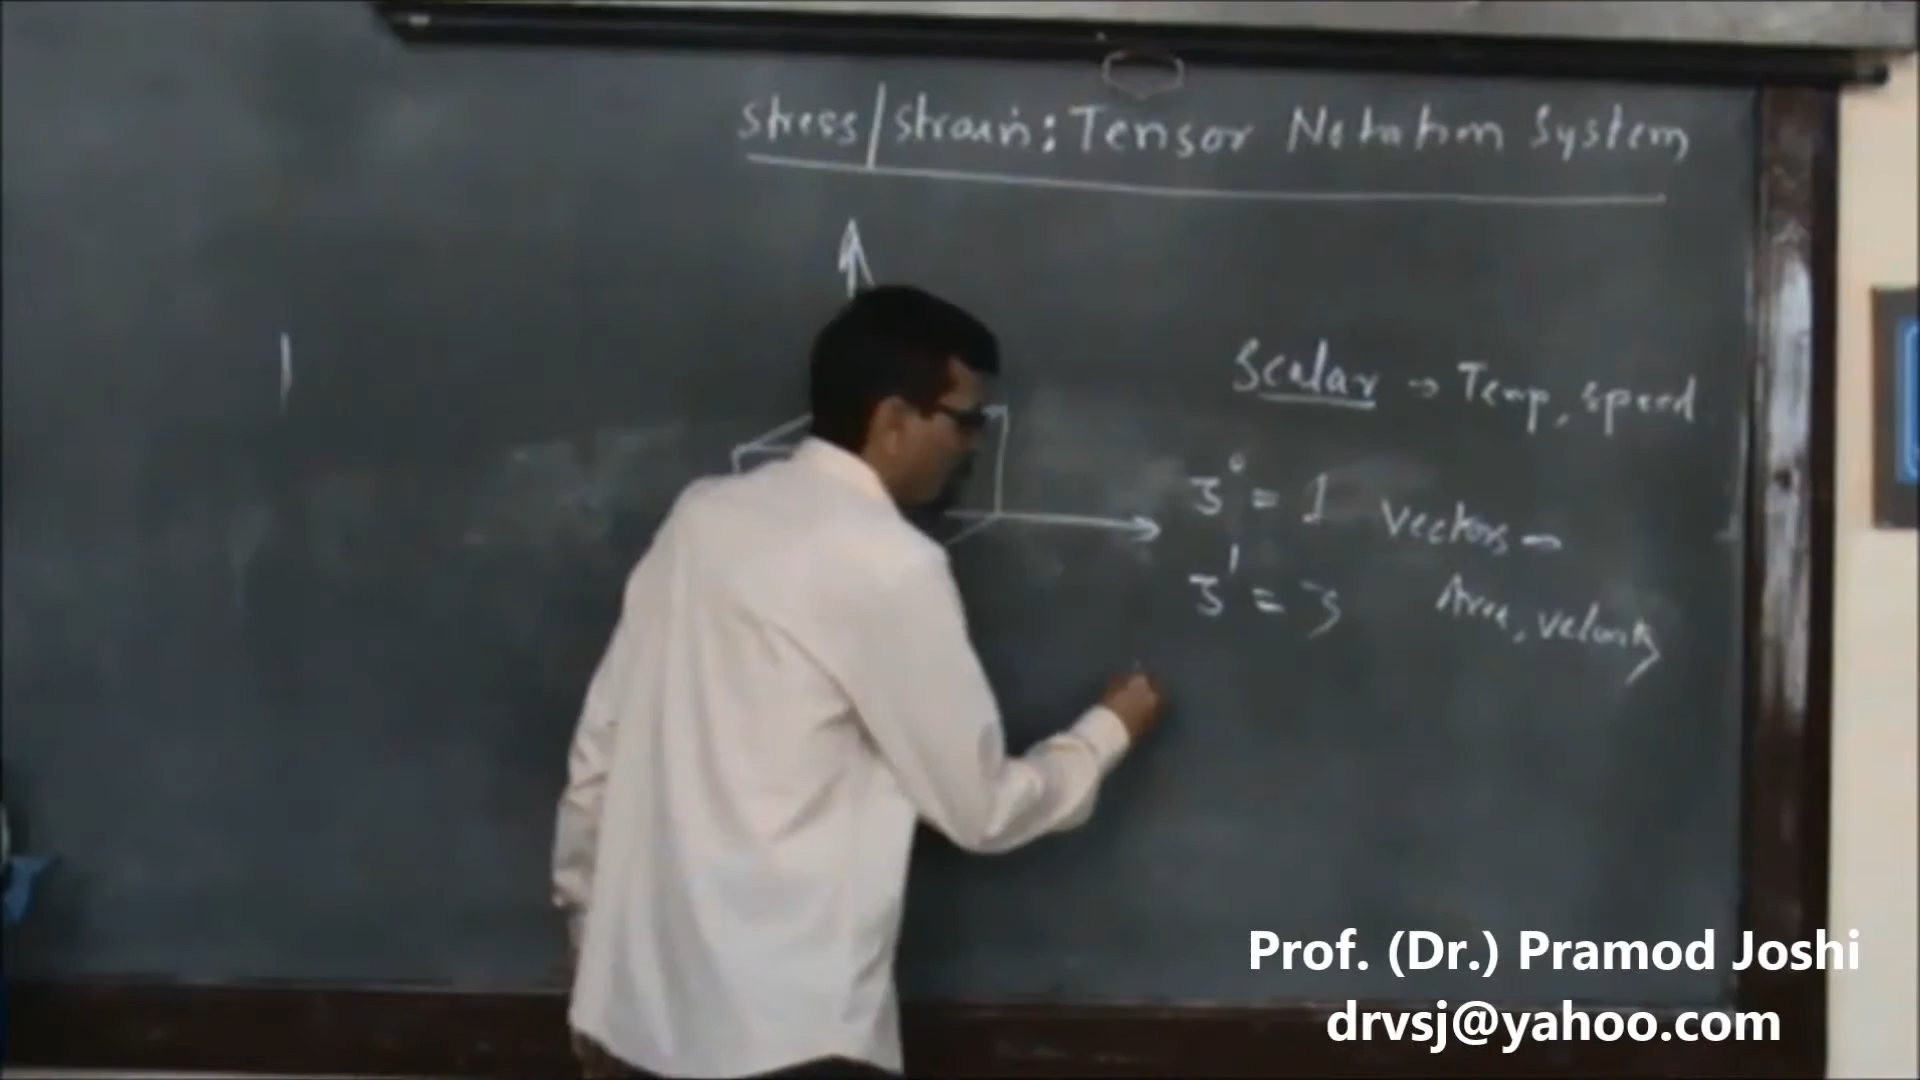 Stress/Strain: Tensor Notation System
Scalar → Temp, speed
3⁰ = 1 Vectors -
3¹ = 3 Area, velocity
Prof. (Dr.) Pramod Joshi
drvsj@yahoo.com